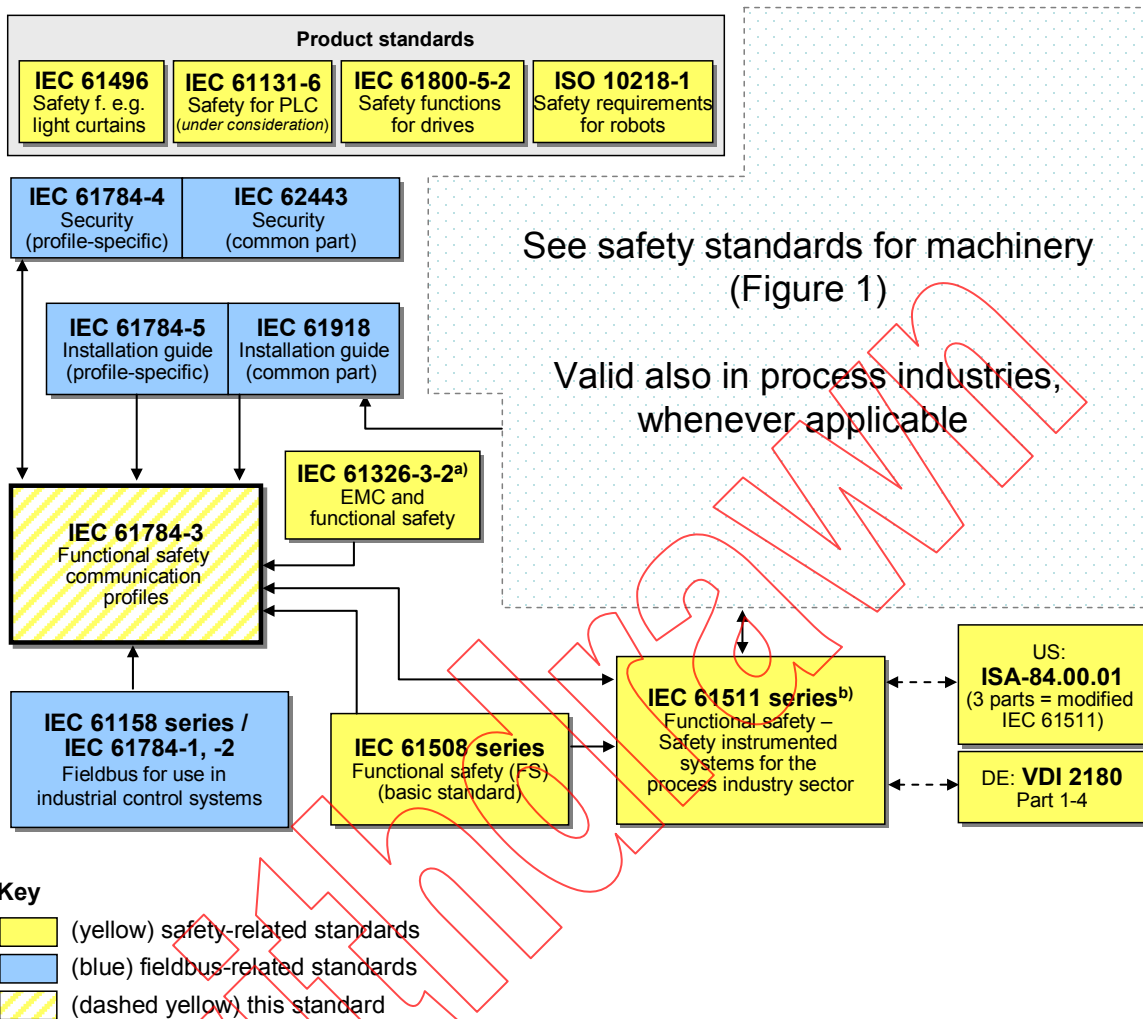 Product standards
IEC 61496
Safety f. e.g.
light curtains
IEC 61131-6
Safety for PLC
(under consideration)
IEC 61800-5-2
Safety functions
for drives
ISO 10218-1
Safety requirements
for robots
IEC 61784-4
Security
(profile-specific)
IEC 62443
Security
(common part)
See safety standards for machinery
(Figure 1)
Valid also in process industries,
whenever applicable
IEC 61784-5
Installation guide
(profile-specific)
IEC 61918
Installation guide
(common part)
IEC 61326-3-2a)
EMC and
functional safety
IEC 61784-3
Functional safety
communication
profiles
IEC 61158 series /
IEC 61784-1, -2
Fieldbus for use in
industrial control systems
IEC 61508 series
Functional safety (FS)
(basic standard)
IEC 61511 seriesb)
Functional safety –
Safety instrumented
systems for the
process industry sector
US:
ISA-84.00.01
(3 parts = modified
IEC 61511)
DE: VDI 2180
Part 1-4
Key
(yellow) safety-related standards
(blue) fieldbus-related standards
(dashed yellow) this standard